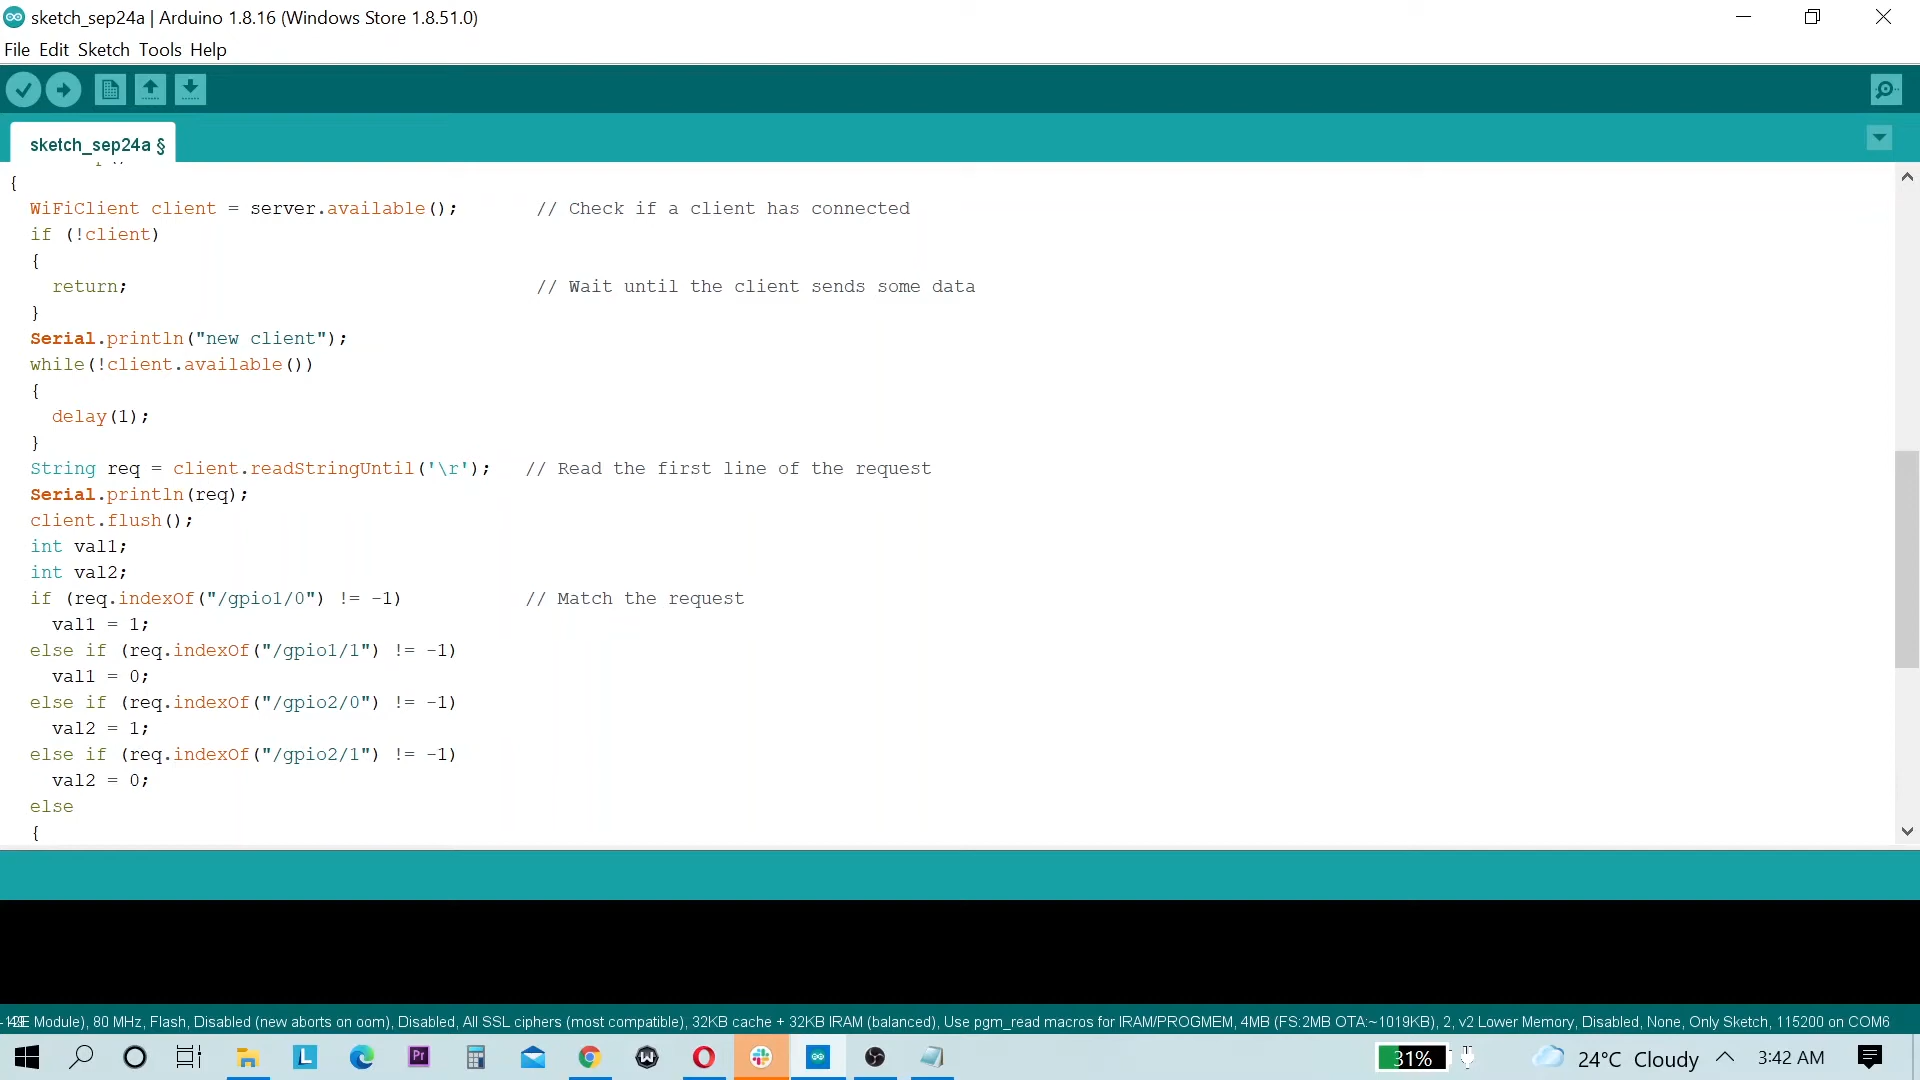 sketch_sep24a | Arduino 1.8.16 (Windows Store 1.8.51.0)
File Edit Sketch Tools Help
sketch_sep24a §
{
WiFiClient client = server.available(); // Check if a client has connected
if (!client)
{
return; // Wait until the client sends some data
}
Serial.println("new client");
while(!client.available())
{
delay(1);
}
String req = client.readStringUntil('\r'); // Read the first line of the request
Serial.println(req);
client.flush();
int val1;
int val2;
if (req.indexOf("/gpio1/0") != -1) // Match the request
val1 = 1;
else if (req.indexOf("/gpio1/1") != -1)
val1 = 0;
else if (req.indexOf("/gpio2/0") != -1)
val2 = 1;
else if (req.indexOf("/gpio2/1") != -1)
val2 = 0;
else
{
Module), 80 MHz, Flash, Disabled (new aborts on oom), Disabled, All SSL ciphers (most compatible), 32KB cache + 32KB IRAM (balanced), Use pgm_read macros for IRAM/PROGMEM, 4MB (FS:2MB OTA:~1019KB), 2, v2 Lower Memory, Disabled, None, Only Sketch, 115200 on COM6
L
Pr
31%
24°C Cloudy
3:42 AM